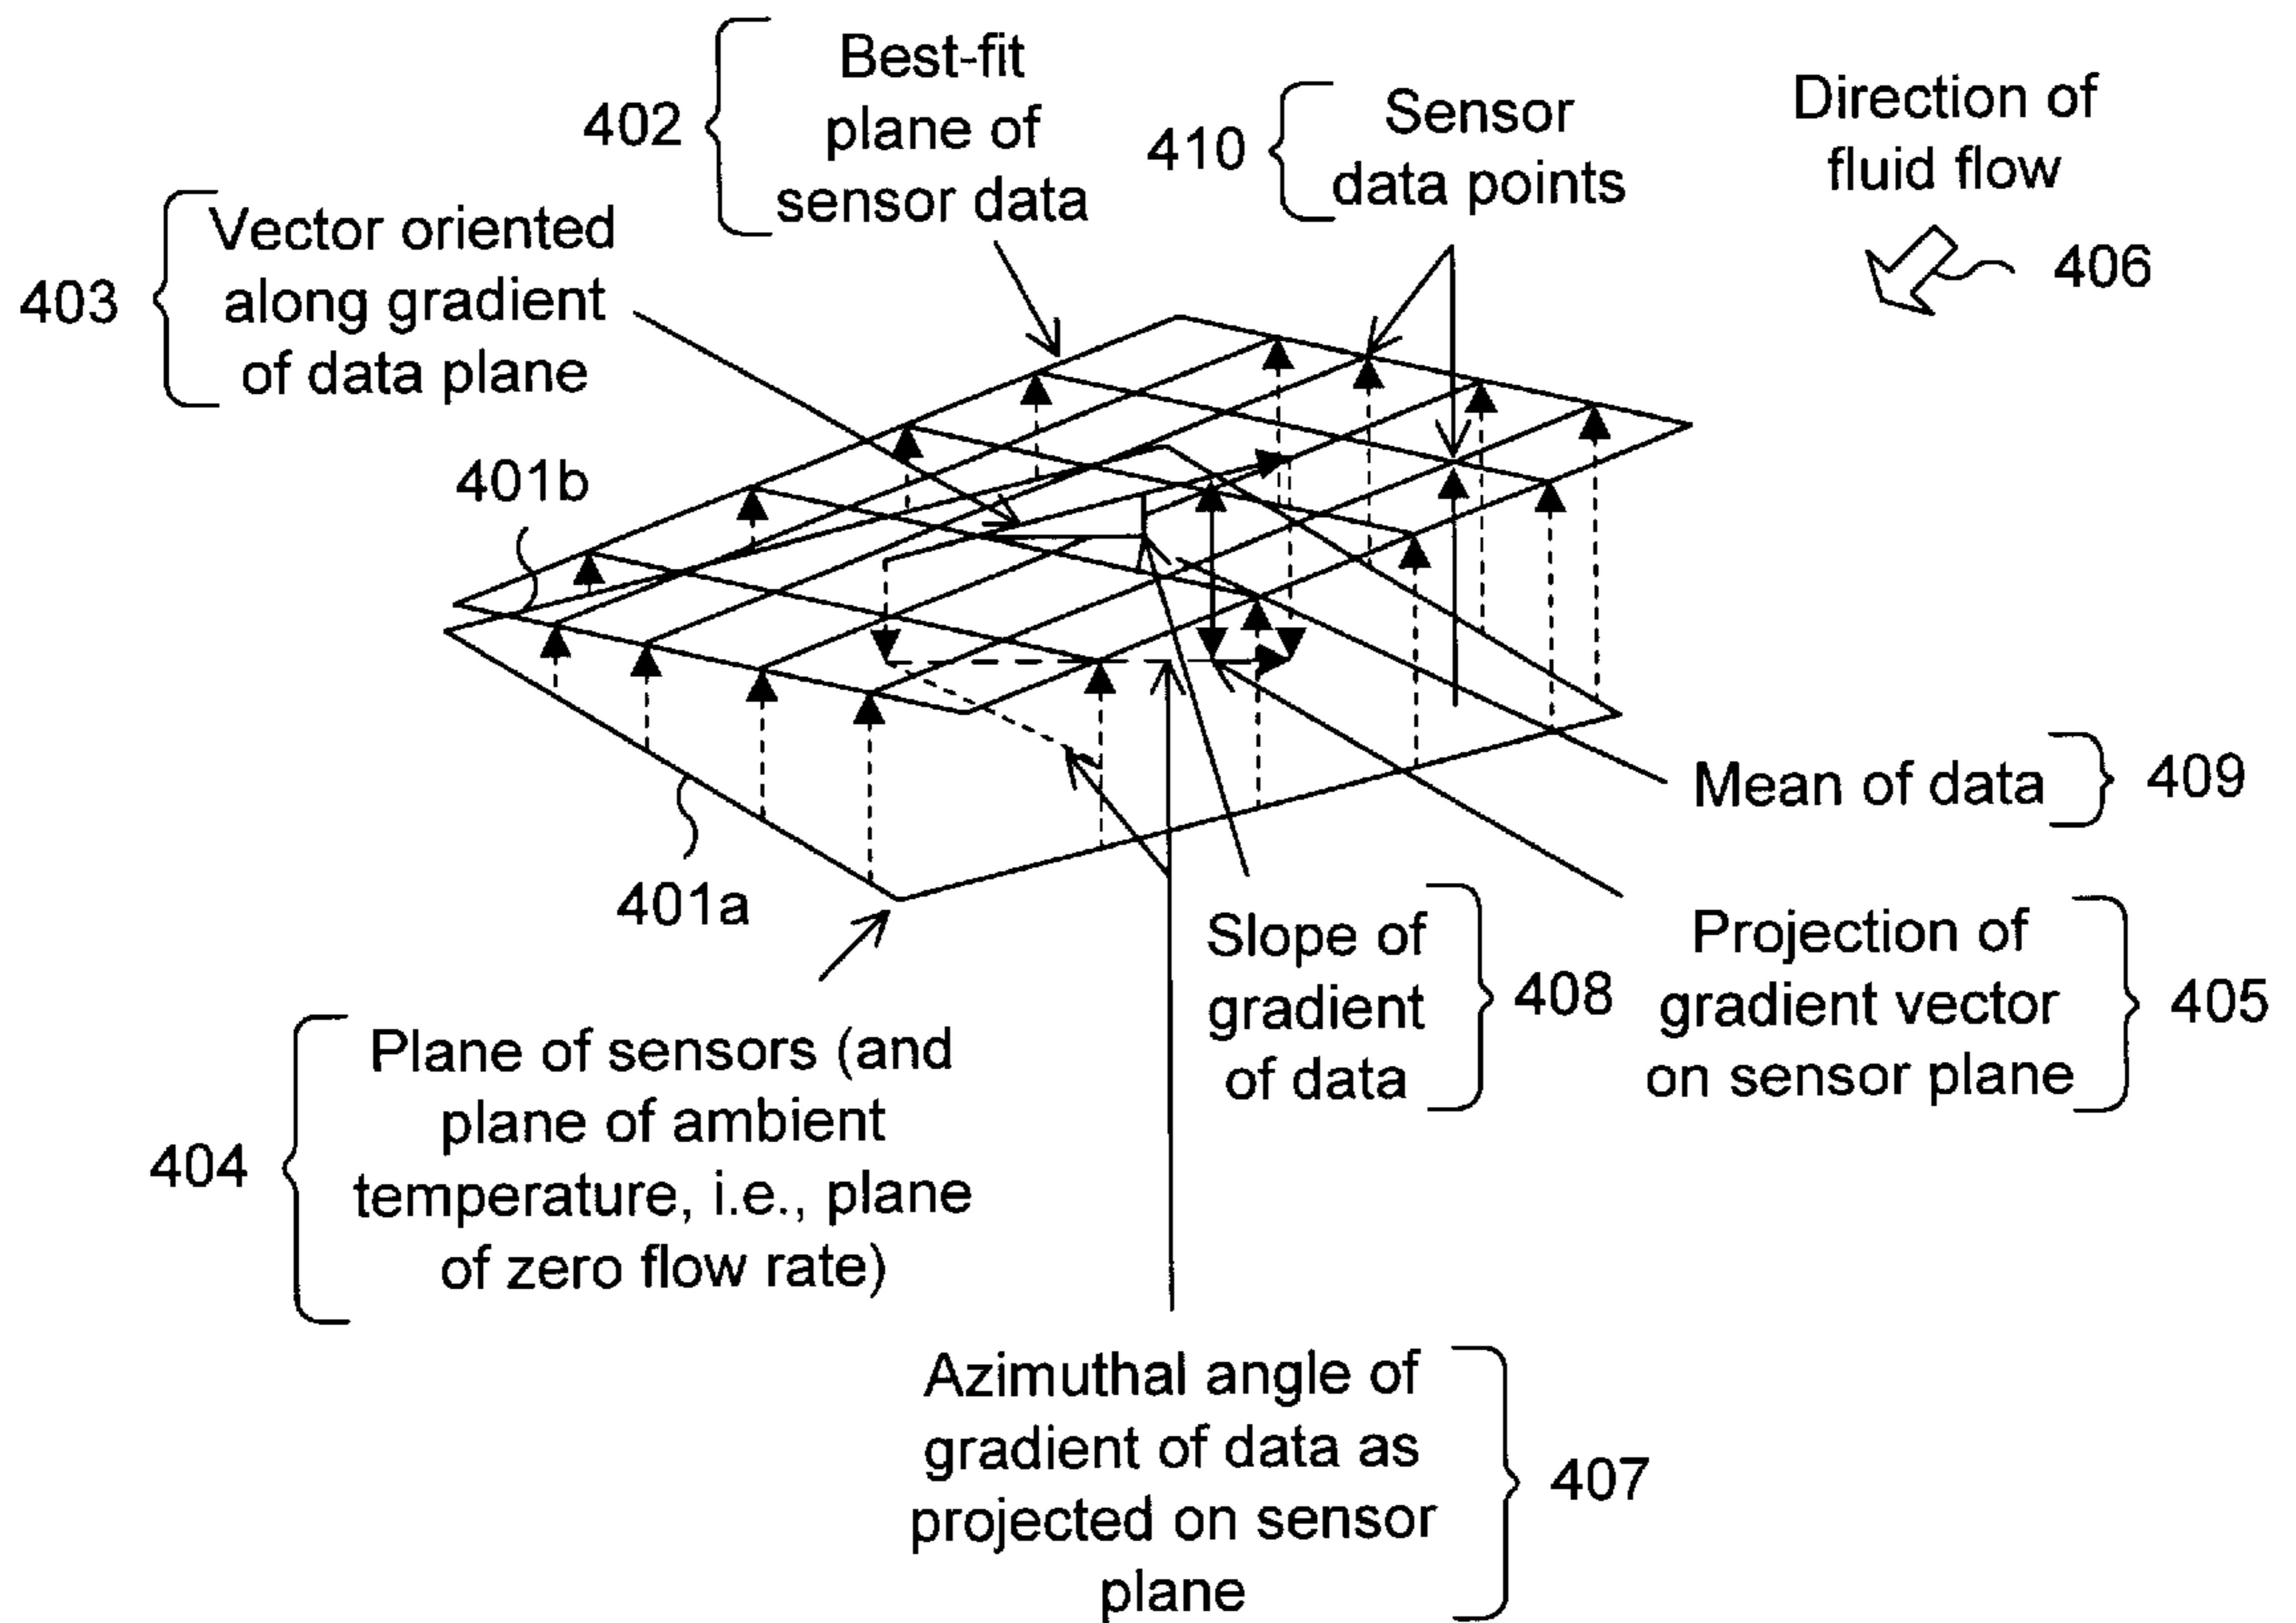 402
Best-fit
plane of
sensor data
410
Sensor
data points
Direction of
fluid flow
406
403
Vector oriented
along gradient
of data plane
401b
401a
Mean of data
409
Slope of
gradient
of data
408
Projection of
gradient vector
on sensor plane
405
404
Plane of sensors (and
plane of ambient
temperature, i.e., plane
of zero flow rate)
Azimuthal angle of
gradient of data as
projected on sensor
plane
407